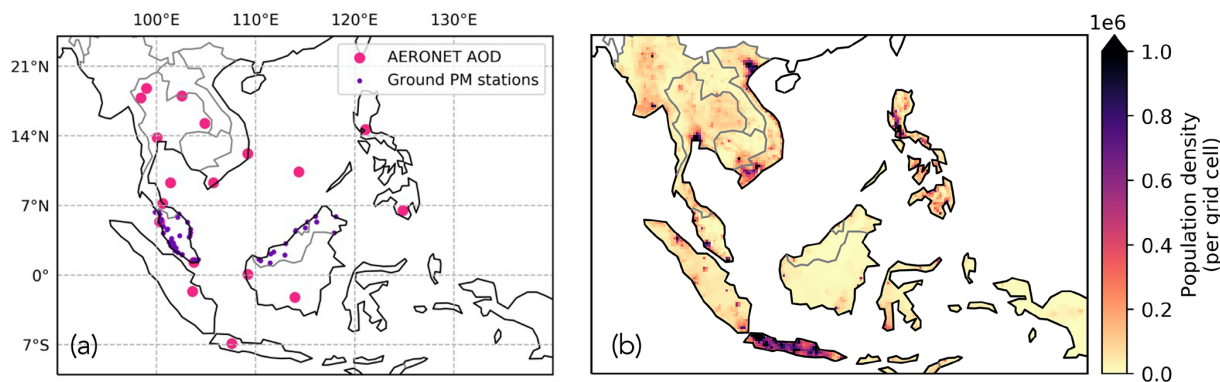 100°E 110°E 120°E 130°E
21°N
14°N
7°N
0°
7°S
AERONET AOD
Ground PM stations
(a)
(b)
1e6
1.0
0.8
0.6
0.4
0.2
0.0
Population density
(per grid cell)